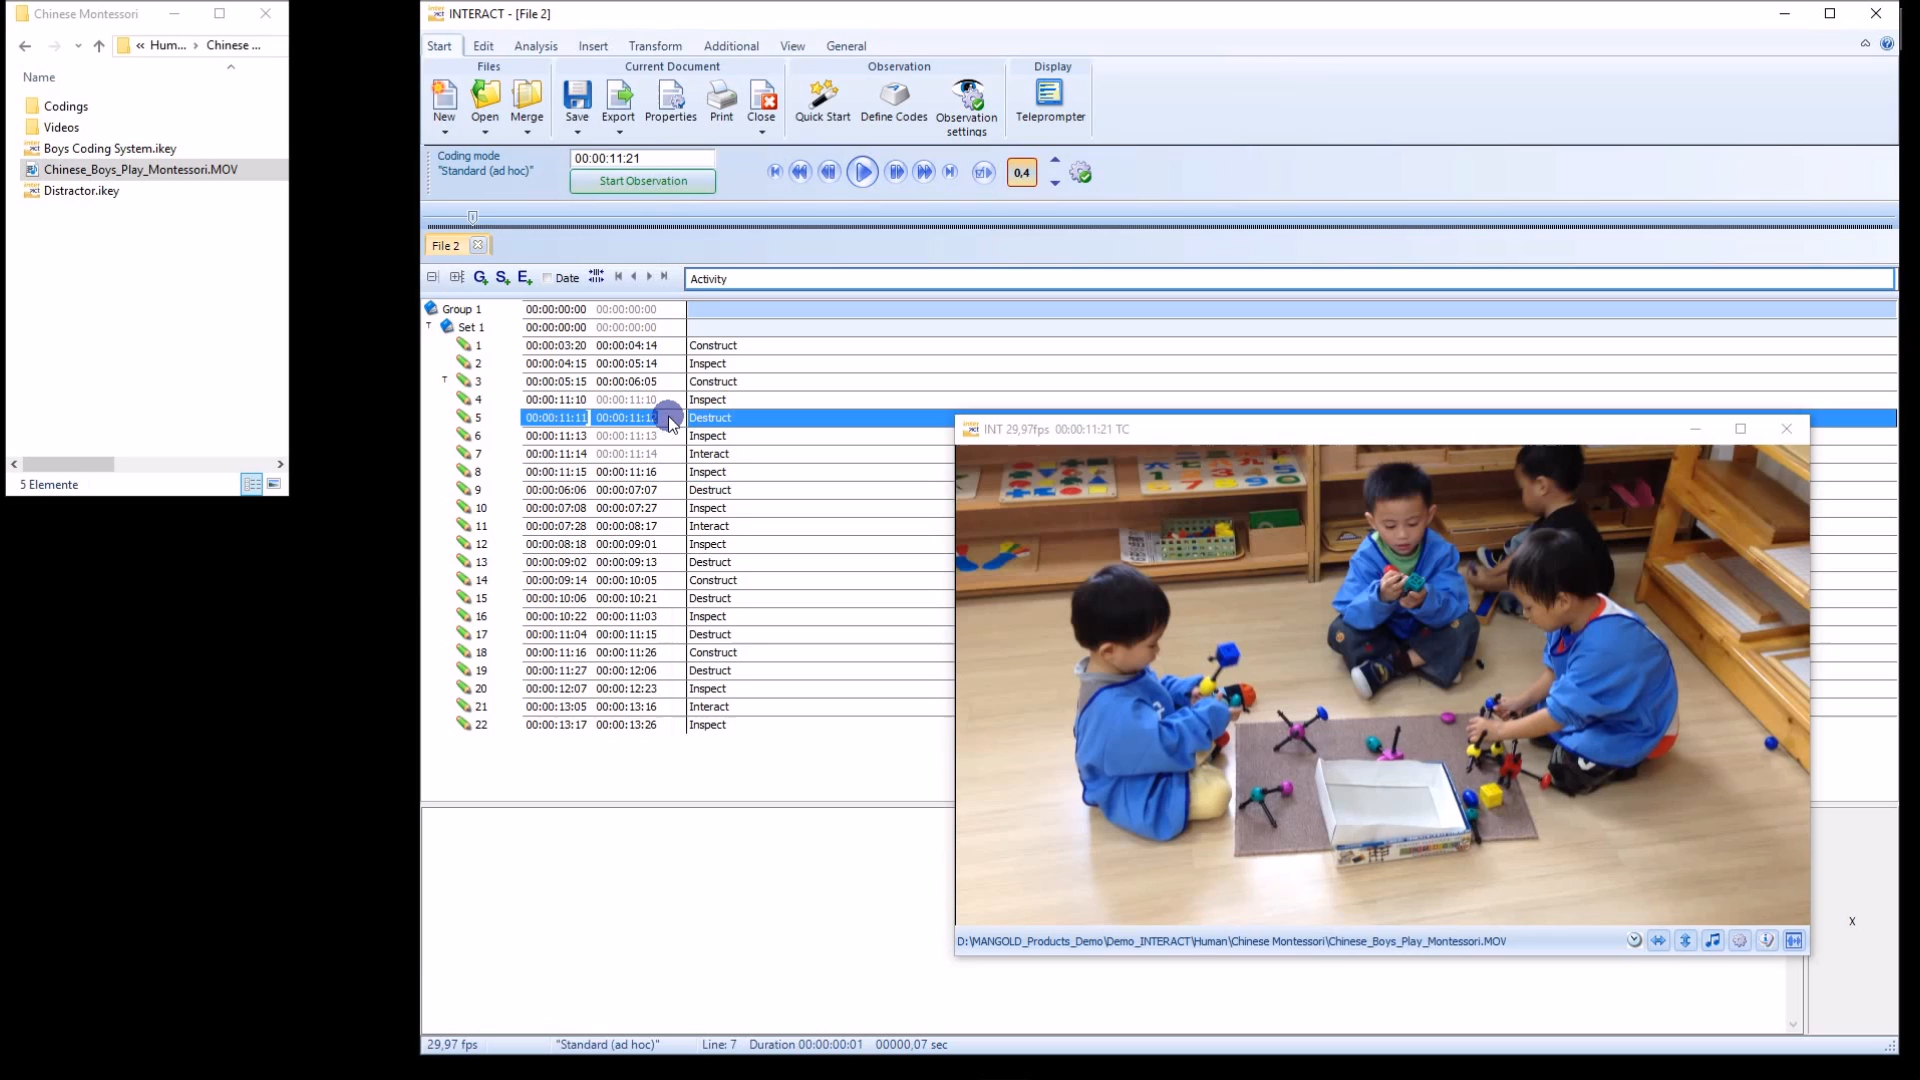 Chinese Montessori
« Hum... › Chinese ...
Name
Codings
Videos
Boys Coding System.ikey
Chinese_Boys_Play_Montessori.MOV
Distractor.ikey
5 Elemente
INTERACT - [File 2]
Start Edit Analysis Insert Transform Additional View General
Files Current Document Observation Display
New Open Merge Save Export Properties Print Close Quick Start Define Codes Observation settings Teleprompter
Coding mode
"Standard (ad hoc)"
00:00:11:21
Start Observation
0,4
File 2
G+ S+ E+ Date Activity
Group 1 00:00:00:00 00:00:00:00
Set 1 00:00:00:00 00:00:00:00
1 00:00:03:20 00:00:04:14 Construct
2 00:00:04:15 00:00:05:14 Inspect
3 00:00:05:15 00:00:06:05 Construct
4 00:00:11:10 00:00:11:10 Inspect
5 00:00:11:11 00:00:11:12 Destruct
6 00:00:11:13 00:00:11:13 Inspect
7 00:00:11:14 00:00:11:14 Interact
8 00:00:11:15 00:00:11:16 Inspect
9 00:00:06:06 00:00:07:07 Destruct
10 00:00:07:08 00:00:07:27 Inspect
11 00:00:07:28 00:00:08:17 Interact
12 00:00:08:18 00:00:09:01 Inspect
13 00:00:09:02 00:00:09:13 Destruct
14 00:00:09:14 00:00:10:05 Construct
15 00:00:10:06 00:00:10:21 Destruct
16 00:00:10:22 00:00:11:03 Inspect
17 00:00:11:04 00:00:11:15 Destruct
18 00:00:11:16 00:00:11:26 Construct
19 00:00:11:27 00:00:12:06 Destruct
20 00:00:12:07 00:00:12:23 Inspect
21 00:00:13:05 00:00:13:16 Interact
22 00:00:13:17 00:00:13:26 Inspect
INT 29,97fps 00:00:11:21 TC
D:\MANGOLD_Products_Demo\Demo_INTERACT\Human\Chinese Montessori\Chinese_Boys_Play_Montessori.MOV
X
29,97 fps "Standard (ad hoc)" Line: 7 Duration 00:00:00:01 00000,07 sec